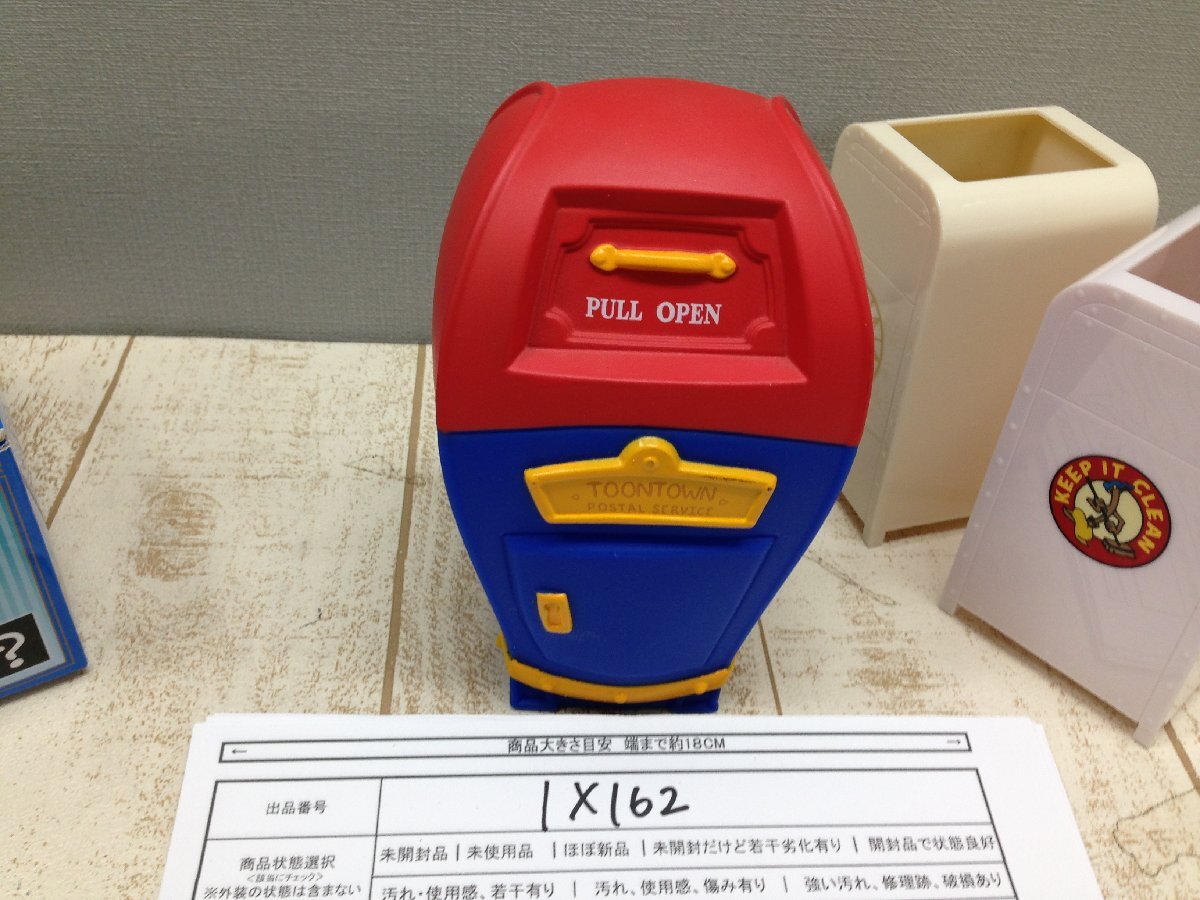 PULL OPEN
TOONTOWN
POSTAL SERVICE
KEEP IT CLEAN
?
← 商品大きさ目安 端まで約18CM →
出品番号
1X162
商品状態選択
<該当にチェック>
※外装の状態は含まない
未開封品 | 未使用品 | ほぼ新品 | 未開封だけど若干劣化有り | 開封品で状態良好
汚れ・使用感、若干有り | 汚れ、使用感、傷み有り | 強い汚れ、修理跡、破損あり